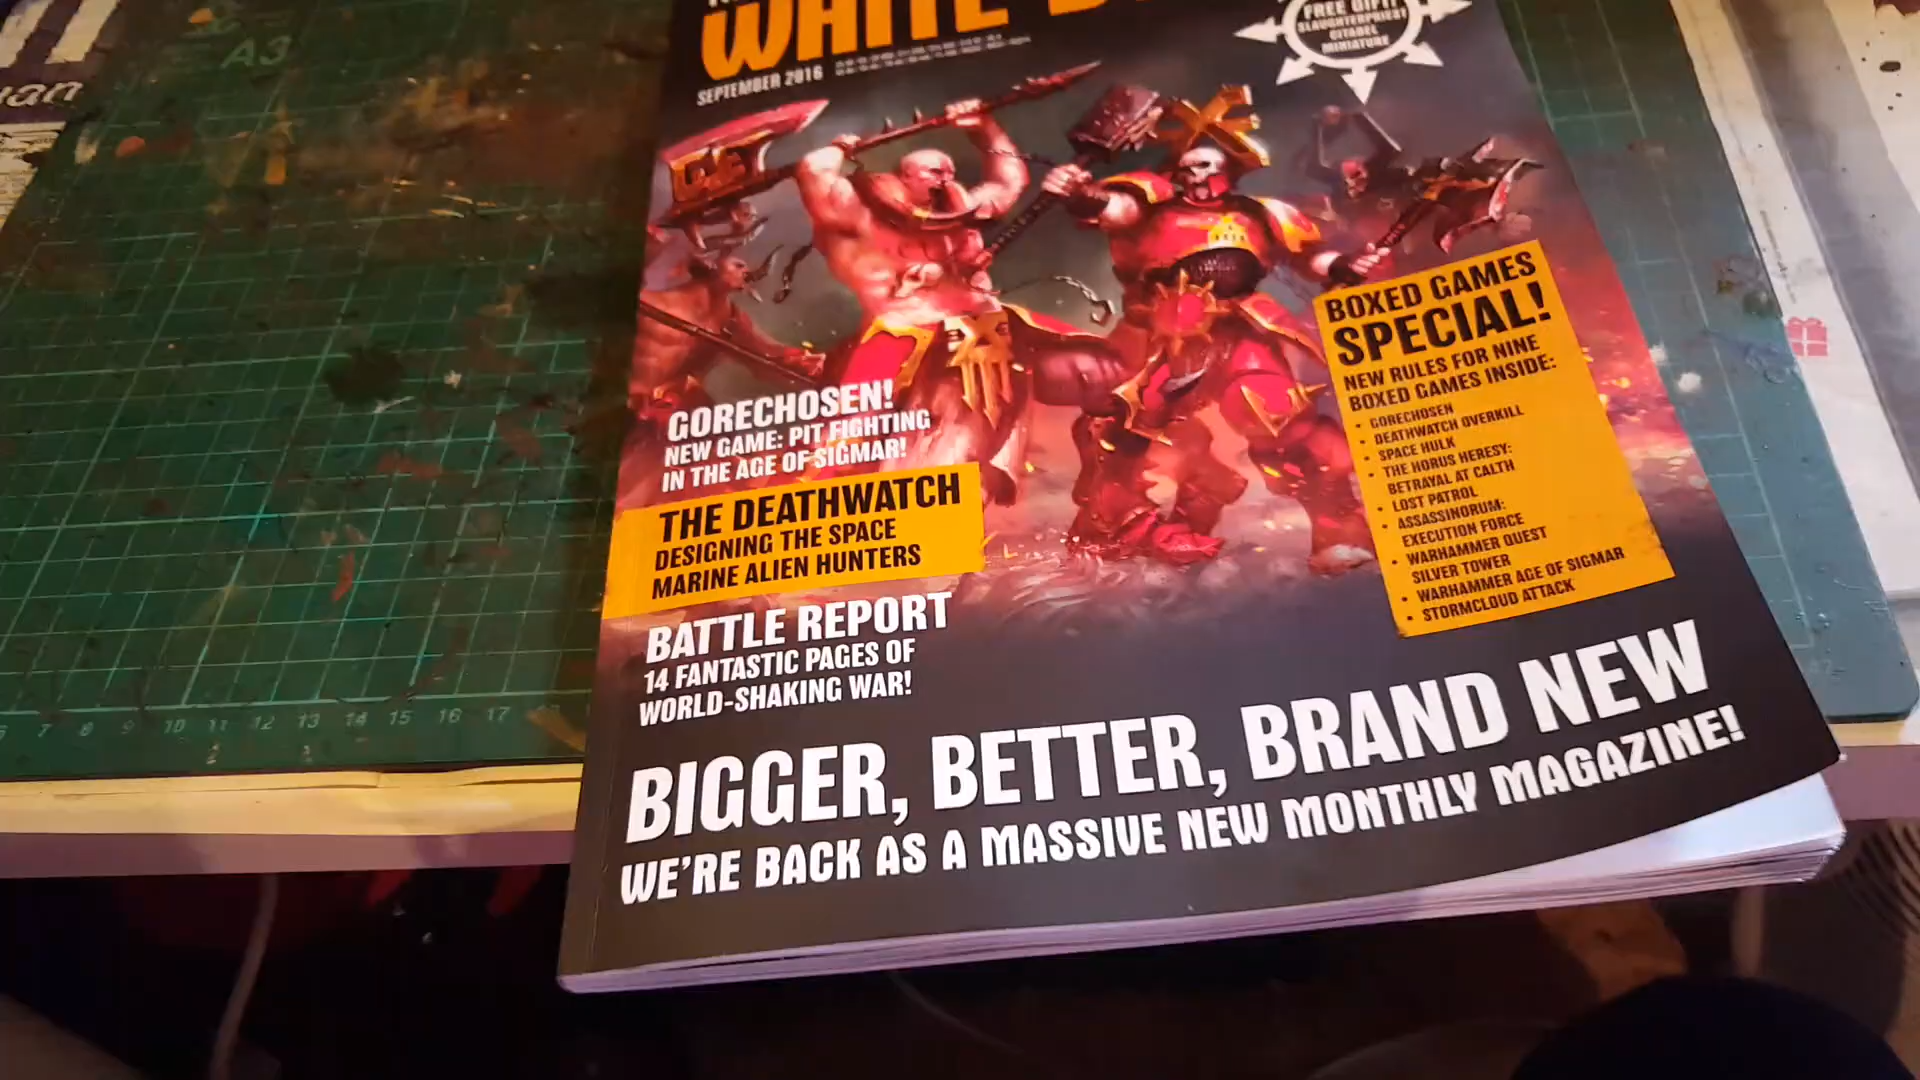 A3
WHITE D
SEPTEMBER 2016
FREE GIFT!
SLAUGHTERPRIEST
CITADEL
MINIATURE
BOXED GAMES
SPECIAL!
NEW RULES FOR NINE
BOXED GAMES INSIDE:
• GORECHOSEN
• DEATHWATCH OVERKILL
• SPACE HULK
• THE HORUS HERESY:
BETRAYAL AT CALTH
• LOST PATROL
• ASSASSINORUM:
EXECUTION FORCE
• WARHAMMER QUEST
SILVER TOWER
• WARHAMMER AGE OF SIGMAR
• STORMCLOUD ATTACK
GORECHOSEN!
NEW GAME: PIT FIGHTING
IN THE AGE OF SIGMAR!
THE DEATHWATCH
DESIGNING THE SPACE
MARINE ALIEN HUNTERS
BATTLE REPORT
14 FANTASTIC PAGES OF
WORLD-SHAKING WAR!
7 8 9 10 11 12 13 14 15 16 17
BIGGER, BETTER, BRAND NEW
WE'RE BACK AS A MASSIVE NEW MONTHLY MAGAZINE!